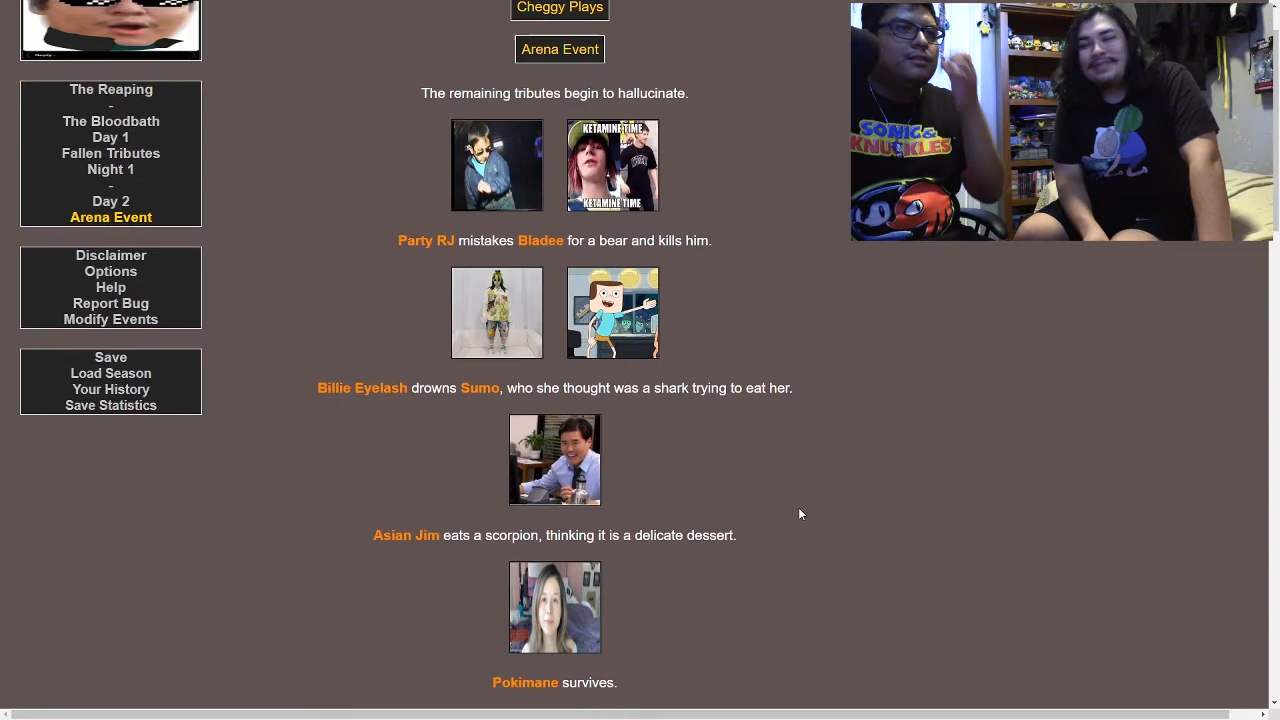 Cheggy Plays
Arena Event
The Reaping
-
The Bloodbath
Day 1
Fallen Tributes
Night 1
-
Day 2
Arena Event
Disclaimer
Options
Help
Report Bug
Modify Events
Save
Load Season
Your History
Save Statistics
The remaining tributes begin to hallucinate.
KETAMINE TIME
KETAMINE TIME
Party RJ mistakes Bladee for a bear and kills him.
Billie Eyelash drowns Sumo, who she thought was a shark trying to eat her.
Asian Jim eats a scorpion, thinking it is a delicate dessert.
Pokimane survives.
SONIC &
KNUCKLES